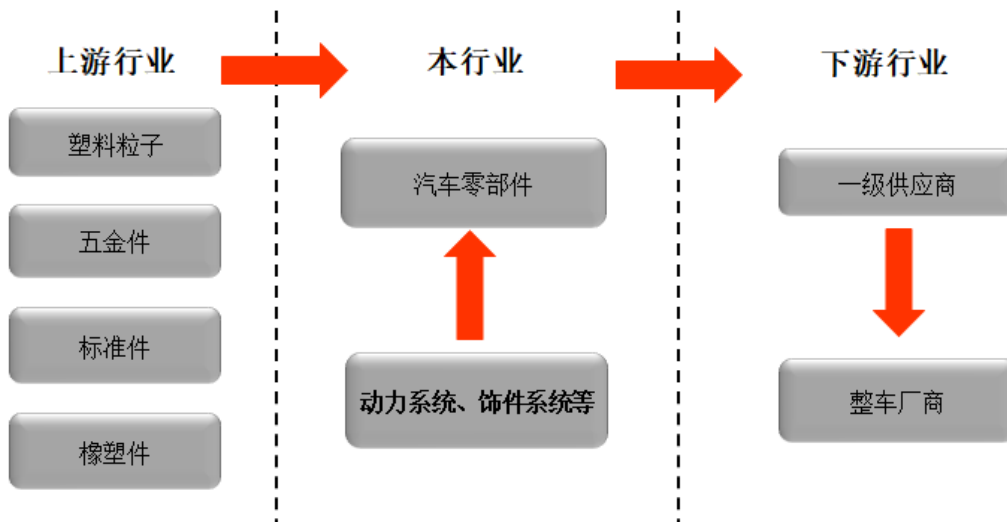 上游行业
本行业
下游行业
塑料粒子
五金件
标准件
橡塑件
汽车零部件
动力系统、饰件系统等
一级供应商
整车厂商